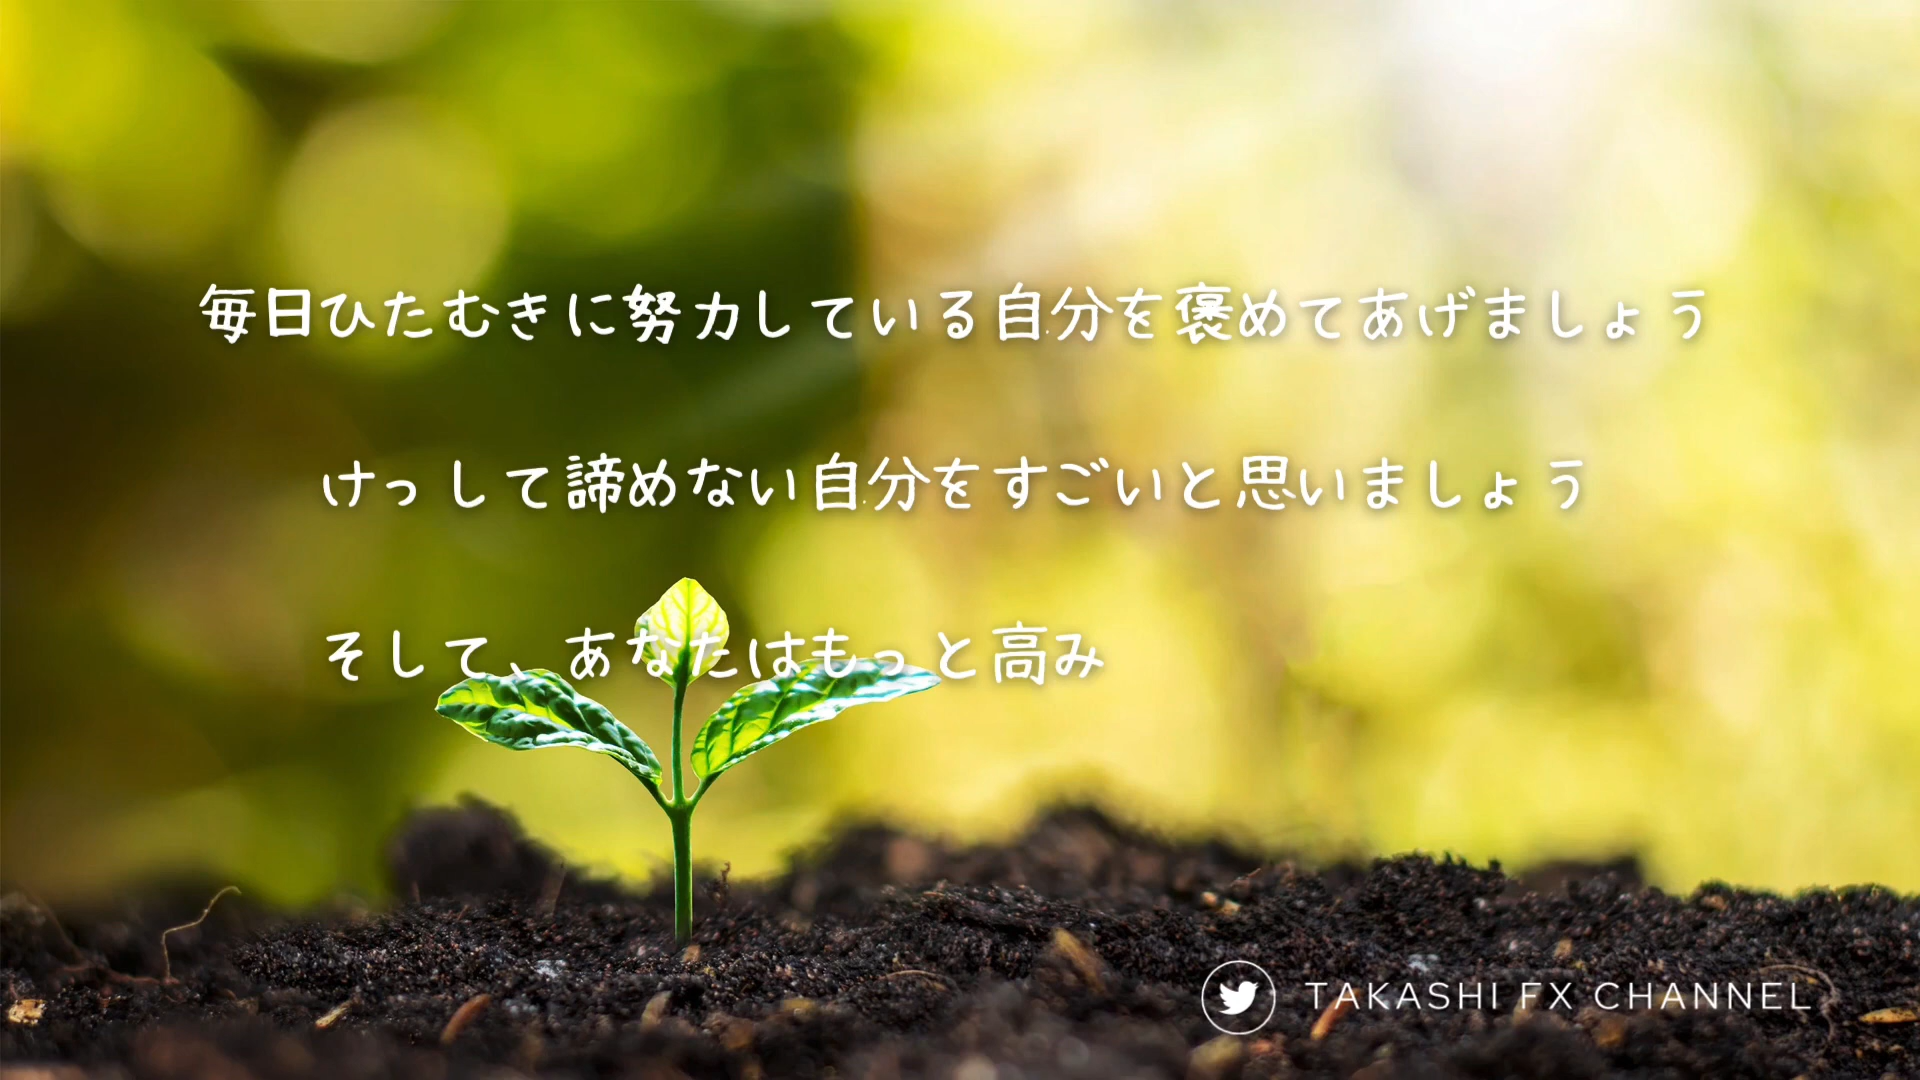 毎日ひたむきに努力している自分を褒めてあげましょう
けっして諦めない自分をすごいと思いましょう
そして、あなたはもっと高み
TAKASHI FX CHANNEL